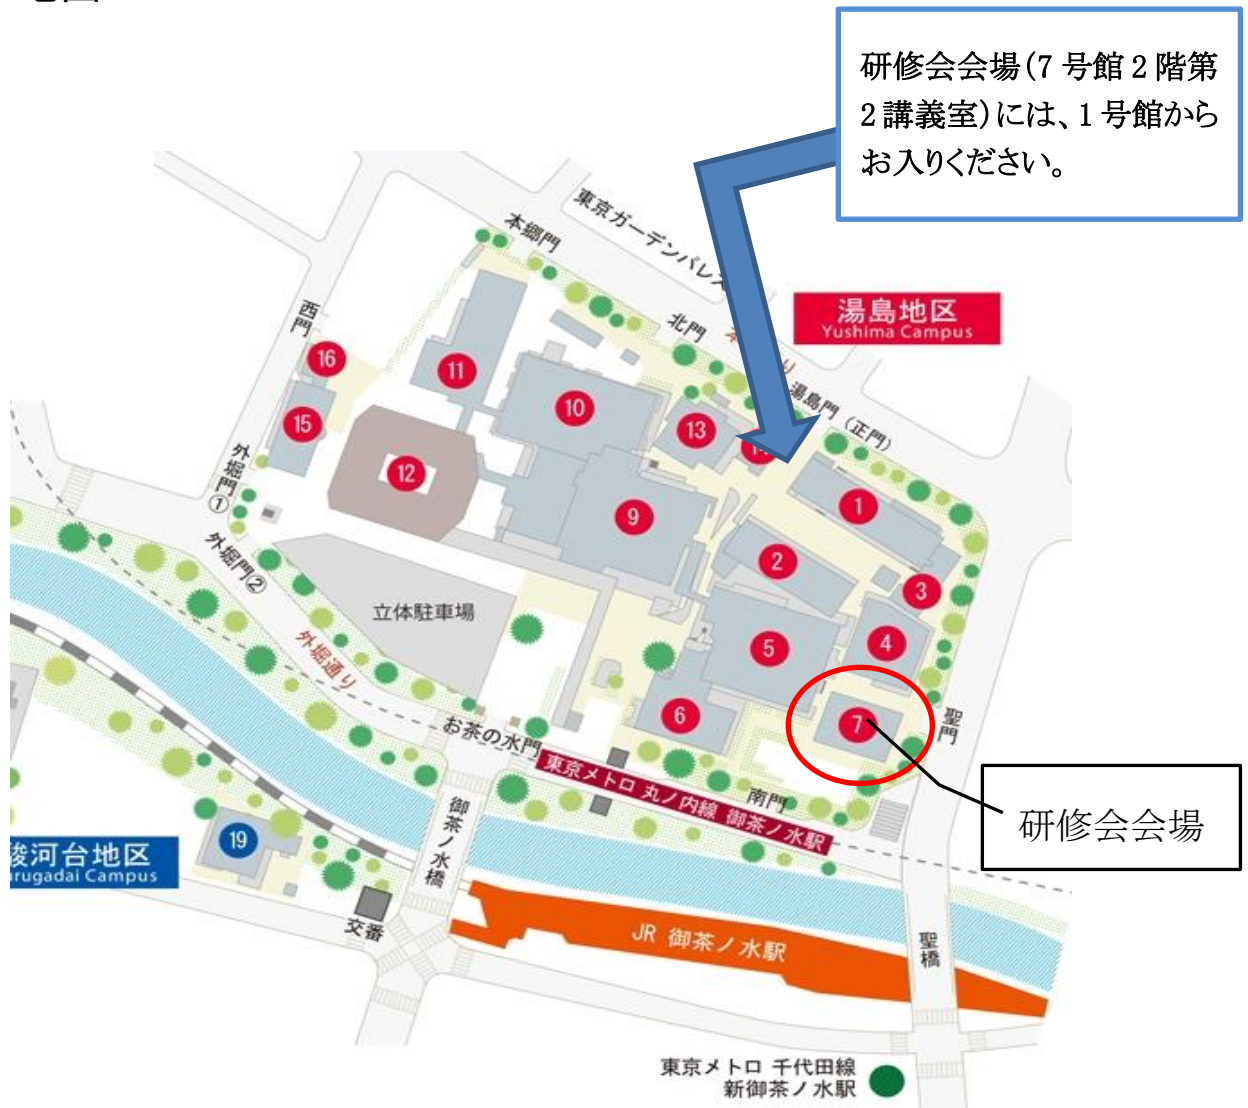 研修会会場(7号館2階第
2講義室)には、1号館から
お入りください。
東京ガーデンパレス
本郷門
西門
北門
湯島地区
Yushima Campus
湯島門（正門）
16
11
10
13
15
12
1
9
2
3
外堀門①
外堀門②
立体駐車場
5
4
外堀通り
6
7
聖門
お茶の水門
東京メトロ 丸ノ内線 御茶ノ水駅
南門
研修会会場
19
御茶ノ水橋
駿河台地区
rugadai Campus
交番
JR 御茶ノ水駅
聖橋
東京メトロ 千代田線
新御茶ノ水駅